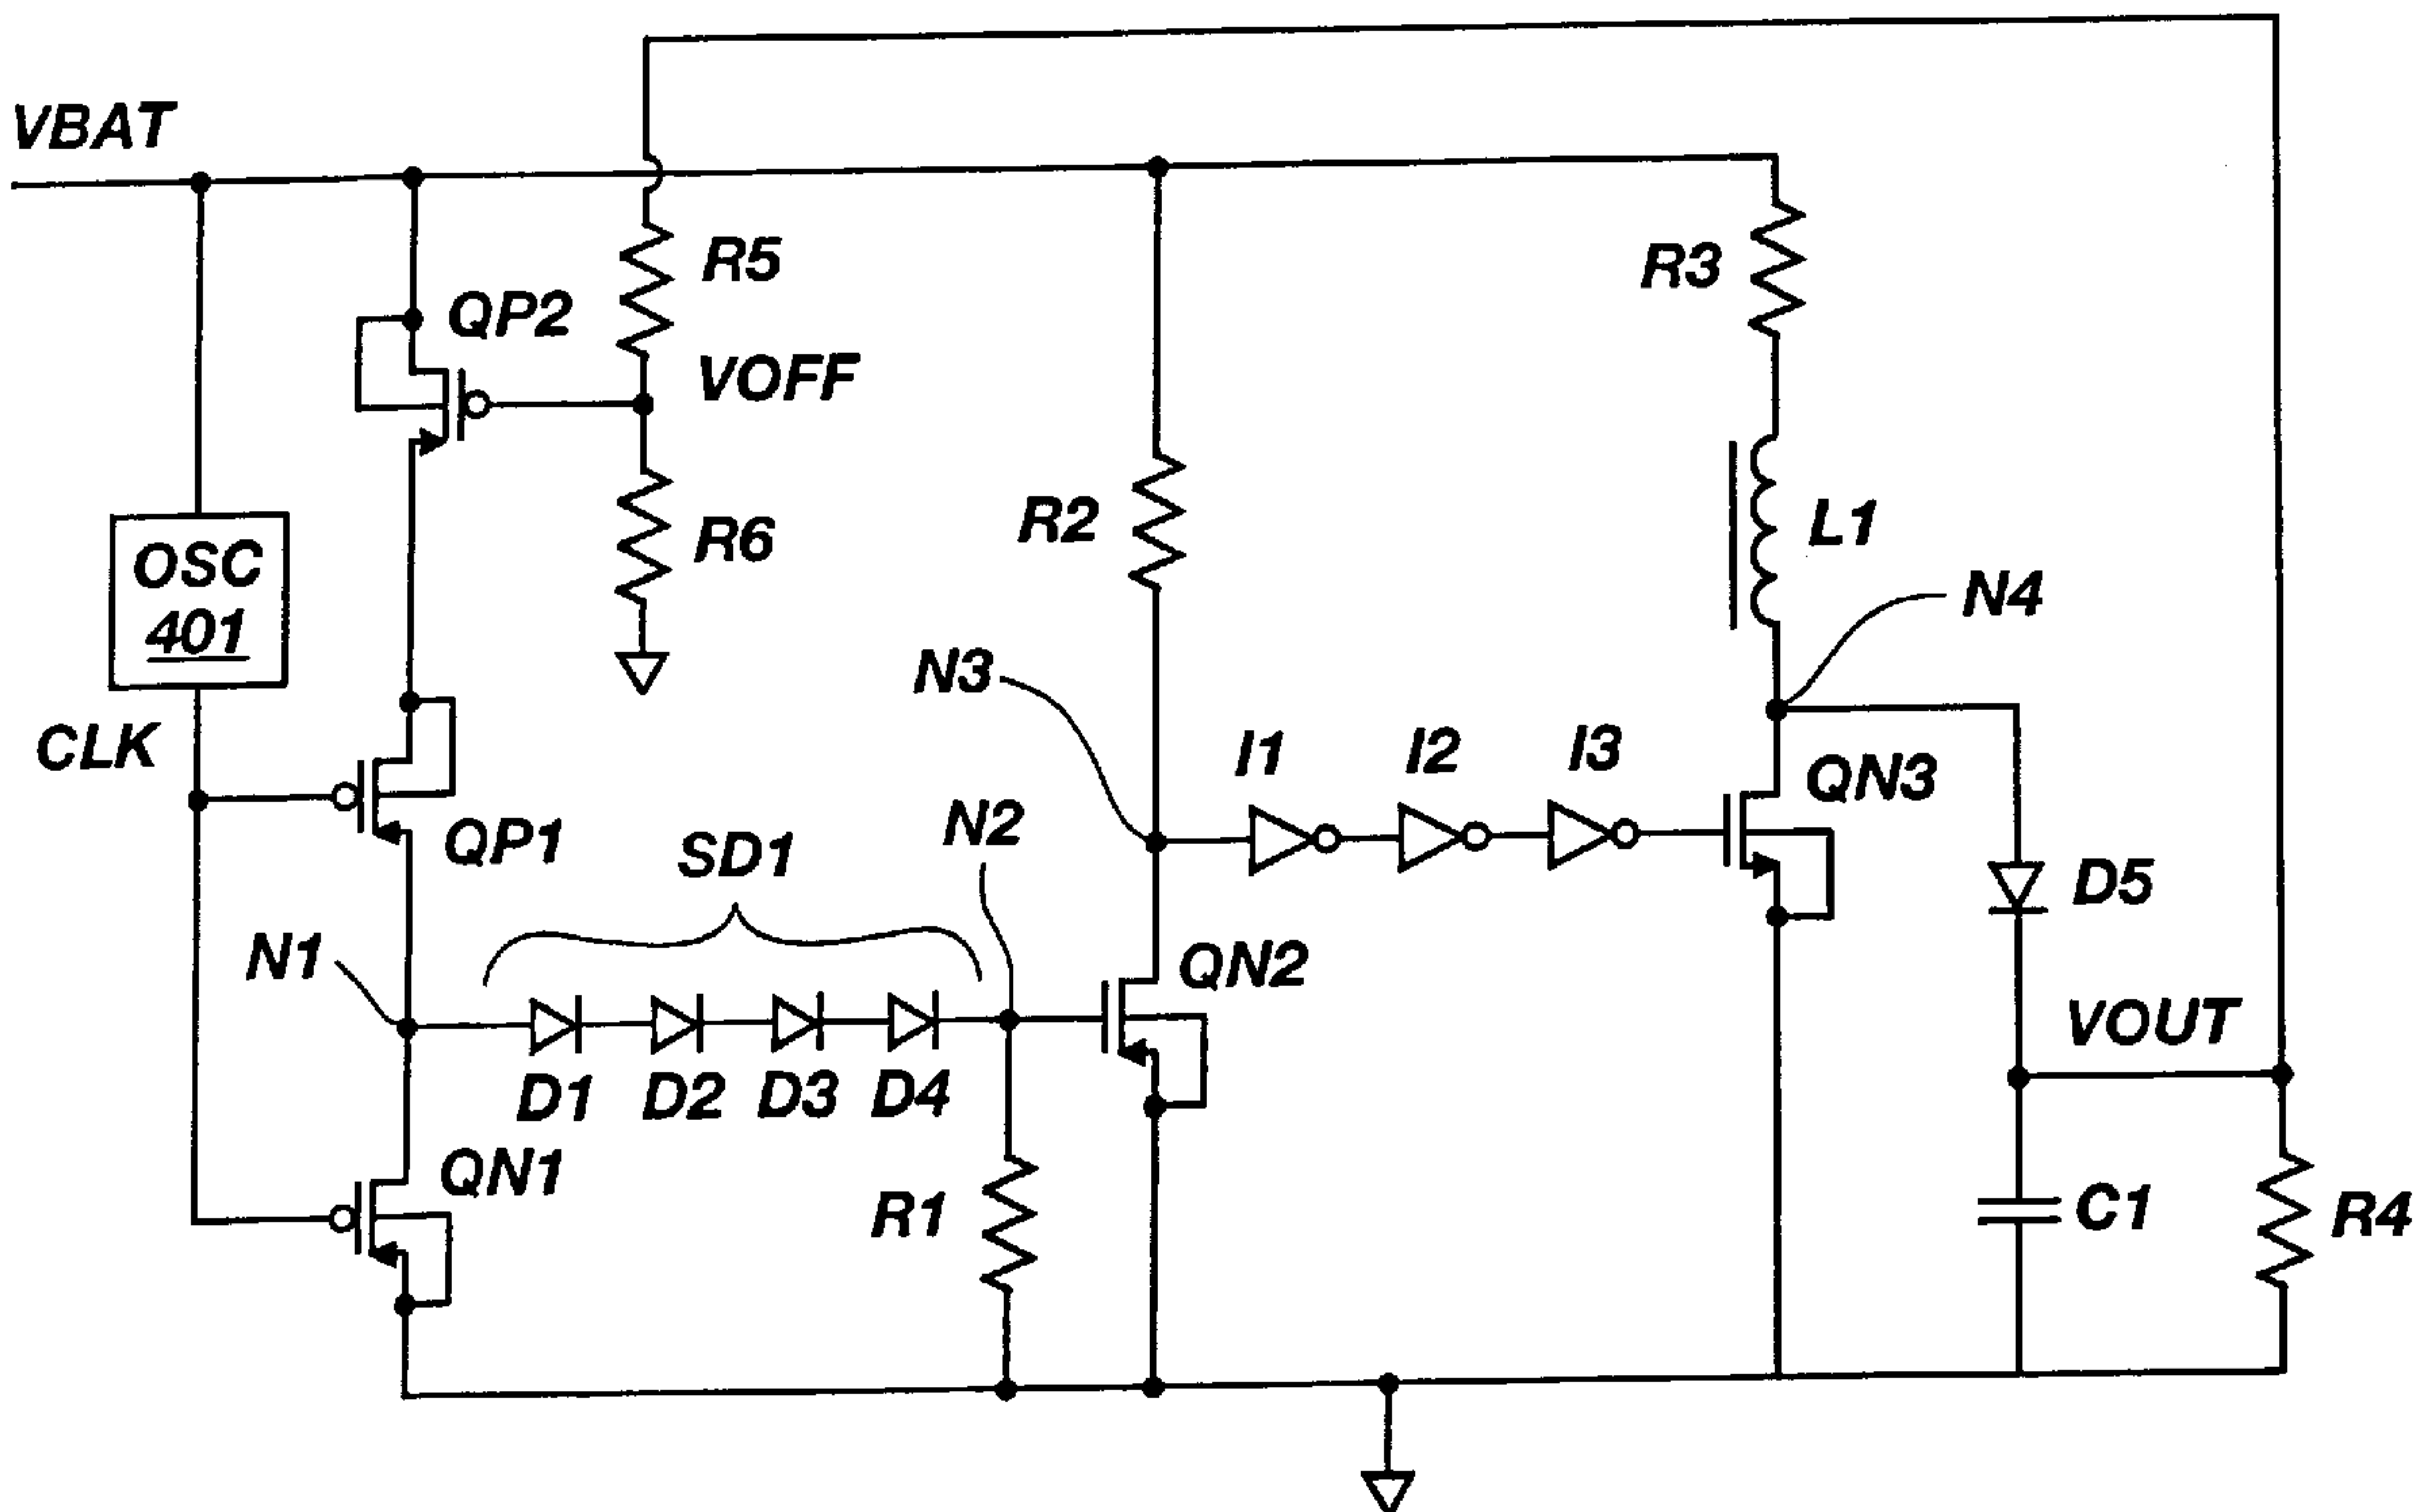 VBAT
R5
R3
QP2
VOFF
R2
L1
OSC
401
R6
N4
N3
CLK
I1
I2
I3
QN3
QP1
SD1
N2
D5
N1
QN2
VOUT
D1
D2
D3
D4
QN1
R1
C1
R4